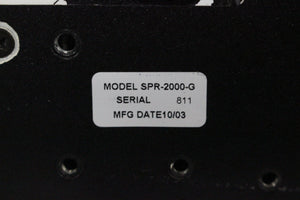 MODEL SPR-2000-G
SERIAL 811
MFG DATE10/03